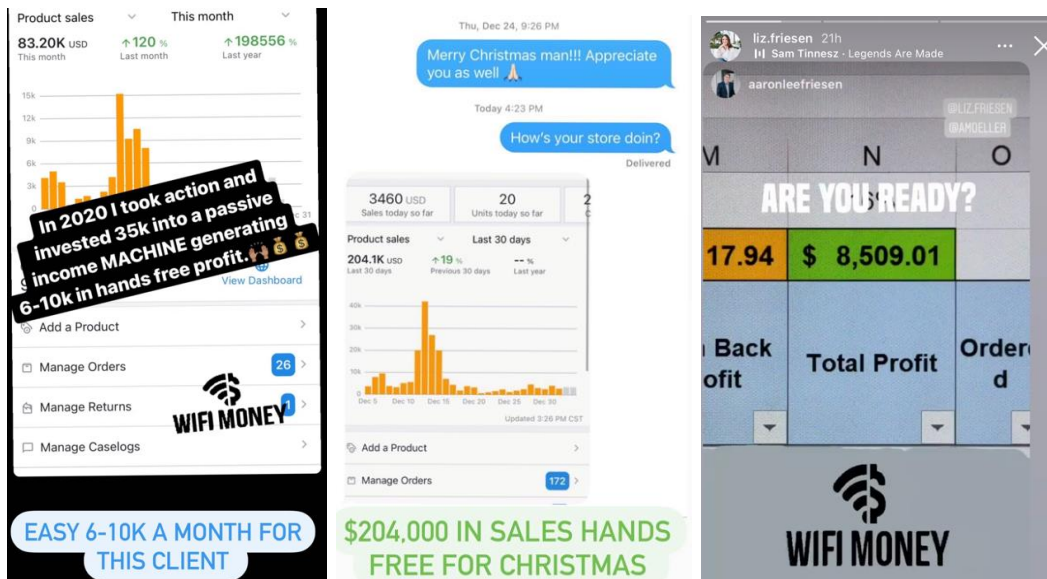 Product sales
This month
83.20K USD
↑120 %
↑198556 %
This month
Last month
Last year
15k
12k
9k
6k
3k
0
c 31
In 2020 I took action and
invested 35k into a passive
income MACHINE generating
6-10k in hands free profit.🙌🏾💰💰
View Dashboard
Add a Product
Manage Orders
26
Manage Returns
1
Manage Caselogs
WIFI MONEY
EASY 6-10K A MONTH FOR
THIS CLIENT
Thu, Dec 24, 9:26 PM
Merry Christmas man!!! Appreciate
you as well 🙏🏻
Today 4:23 PM
How's your store doin?
Delivered
3460 USD
20
2
Sales today so far
Units today so far
Product sales
Last 30 days
204.1K USD
↑19 %
-- %
Last 30 days
Previous 30 days
Last year
40k
30k
20k
10k
0
Dec 5
Dec 10
Dec 15
Dec 20
Dec 25
Dec 30
Updated 3:26 PM CST
Add a Product
Manage Orders
172
$204,000 IN SALES HANDS
FREE FOR CHRISTMAS
liz.friesen 21h
Sam Tinnesz · Legends Are Made
aaronleefriesen
@LIZ.FRIESEN
@AMOELLER
M
N
O
ARE YOU READY?
17.94
$ 8,509.01
Back
ofit
Total Profit
Order
d
WIFI MONEY